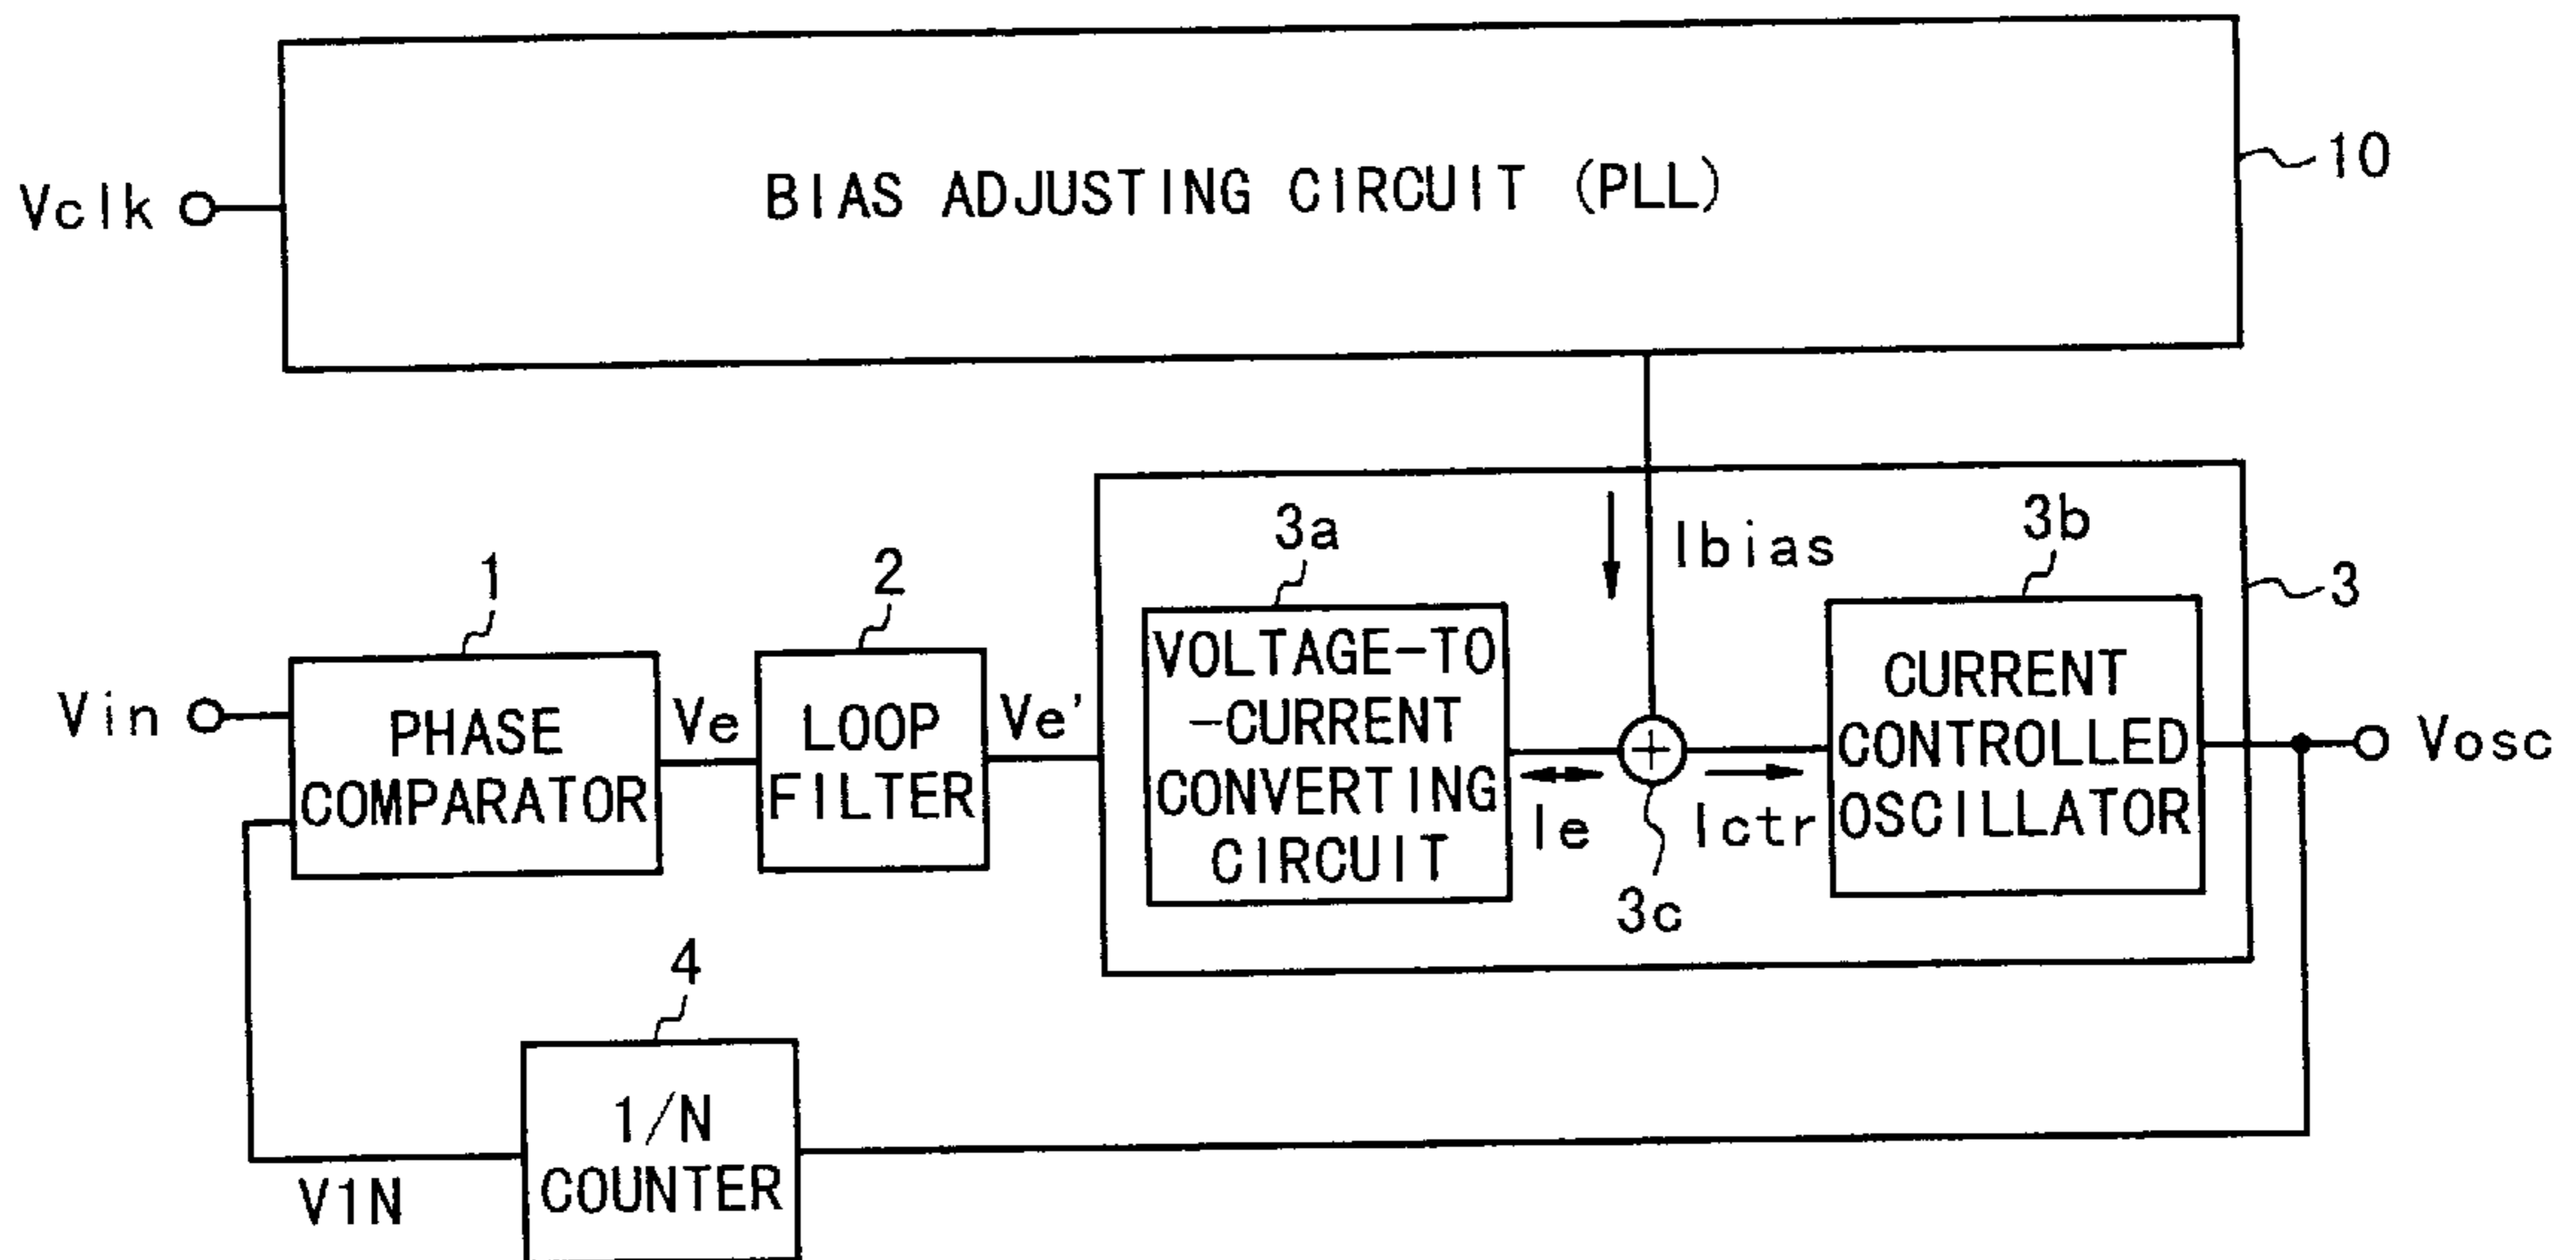 Vclk
BIAS ADJUSTING CIRCUIT (PLL)
10
3a
3b
Ibias
1
2
3
Vin
PHASE
COMPARATOR
Ve
LOOP
FILTER
Ve'
VOLTAGE-TO
-CURRENT
CONVERTING
CIRCUIT
Ie
Ictr
3c
CURRENT
CONTROLLED
OSCILLATOR
Vosc
4
1/N
COUNTER
V1N